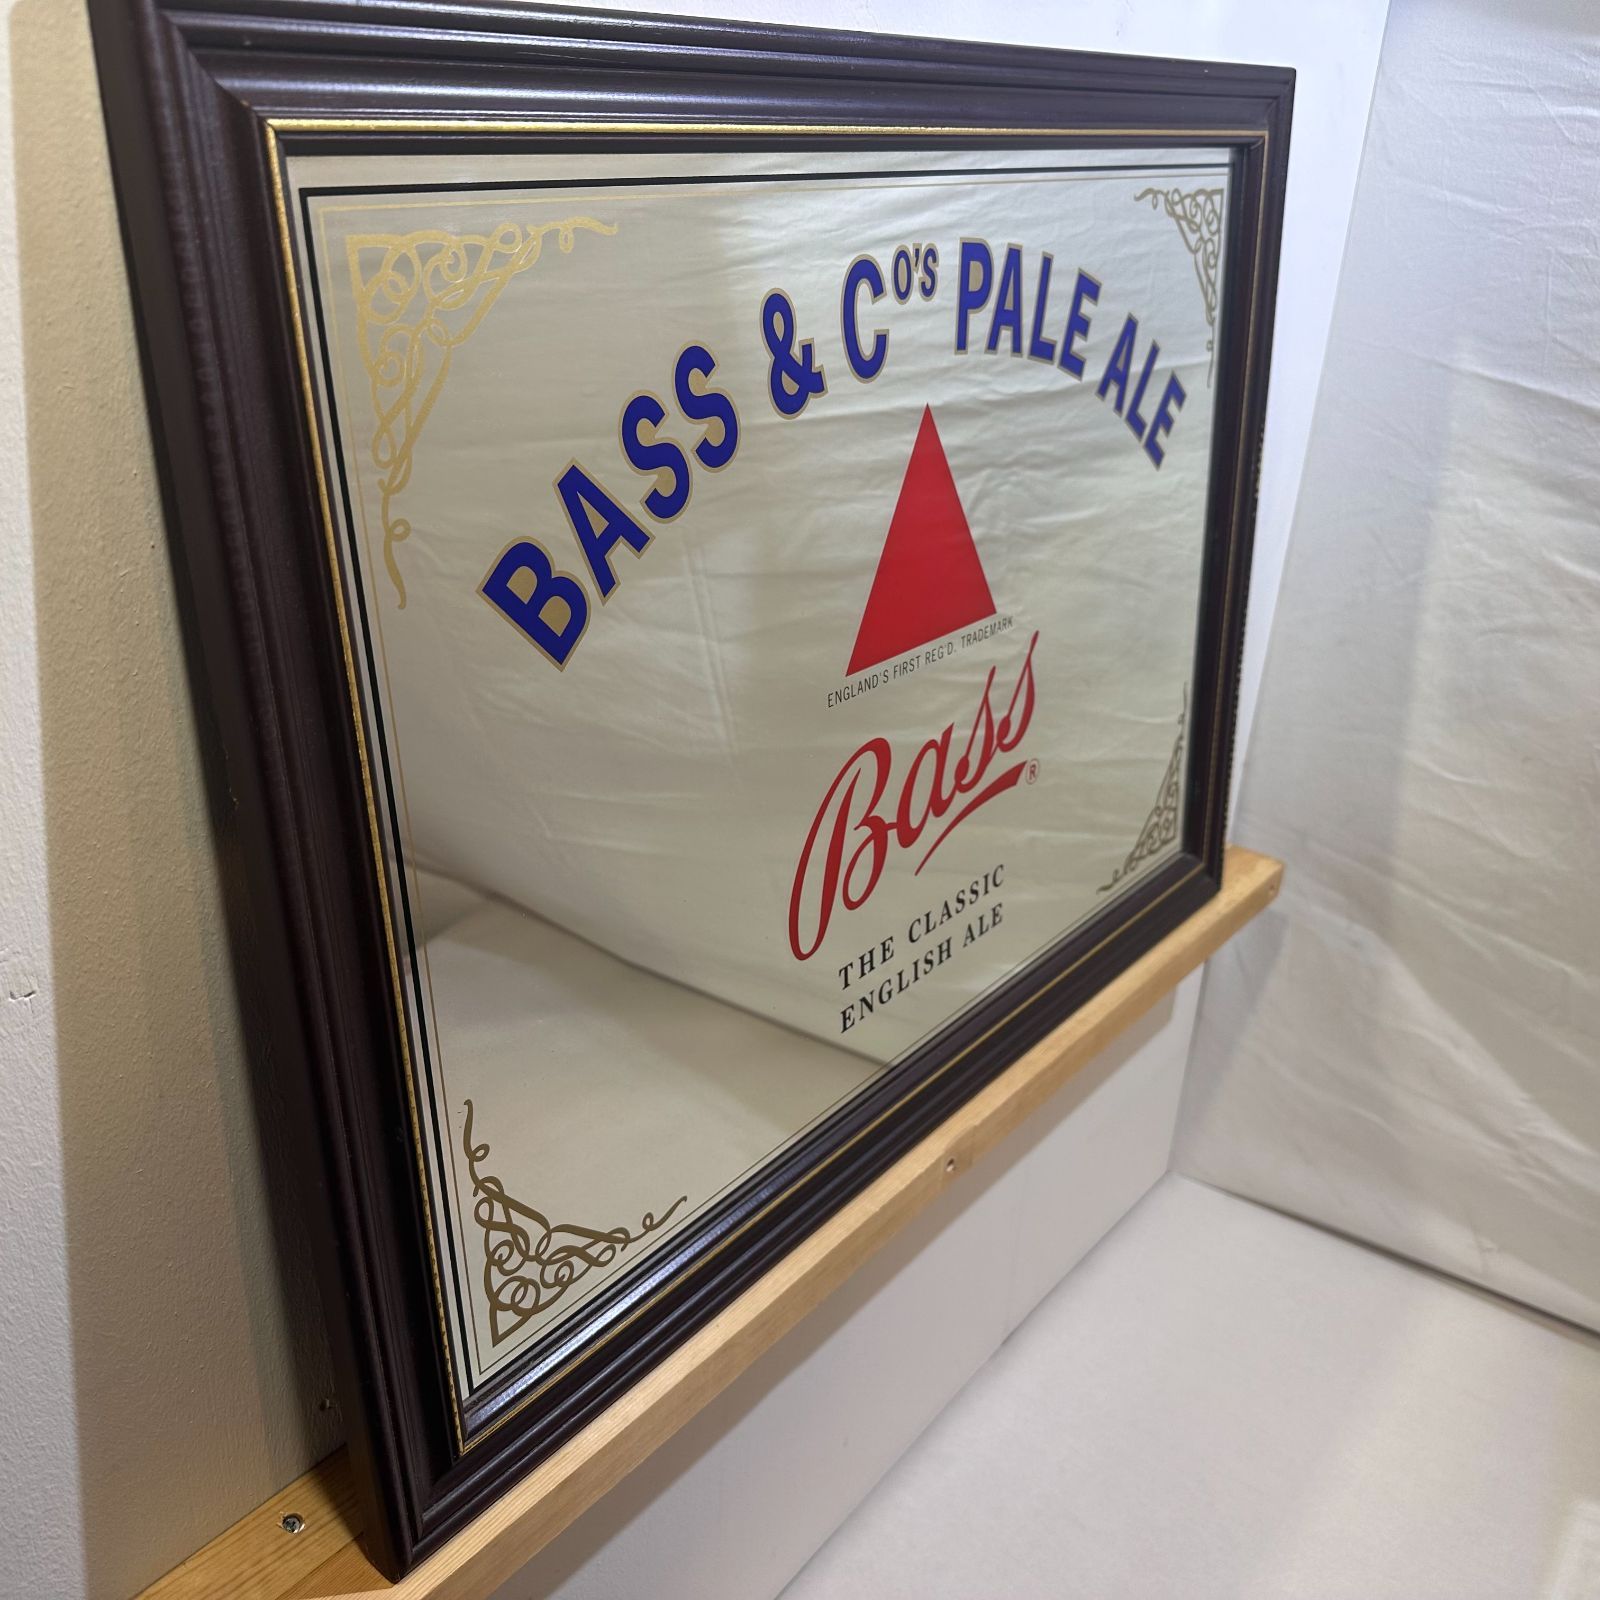 BASS & CO'S PALE ALE
ENGLAND'S FIRST REG'D. TRADEMARK
Bass ®
THE CLASSIC
ENGLISH ALE